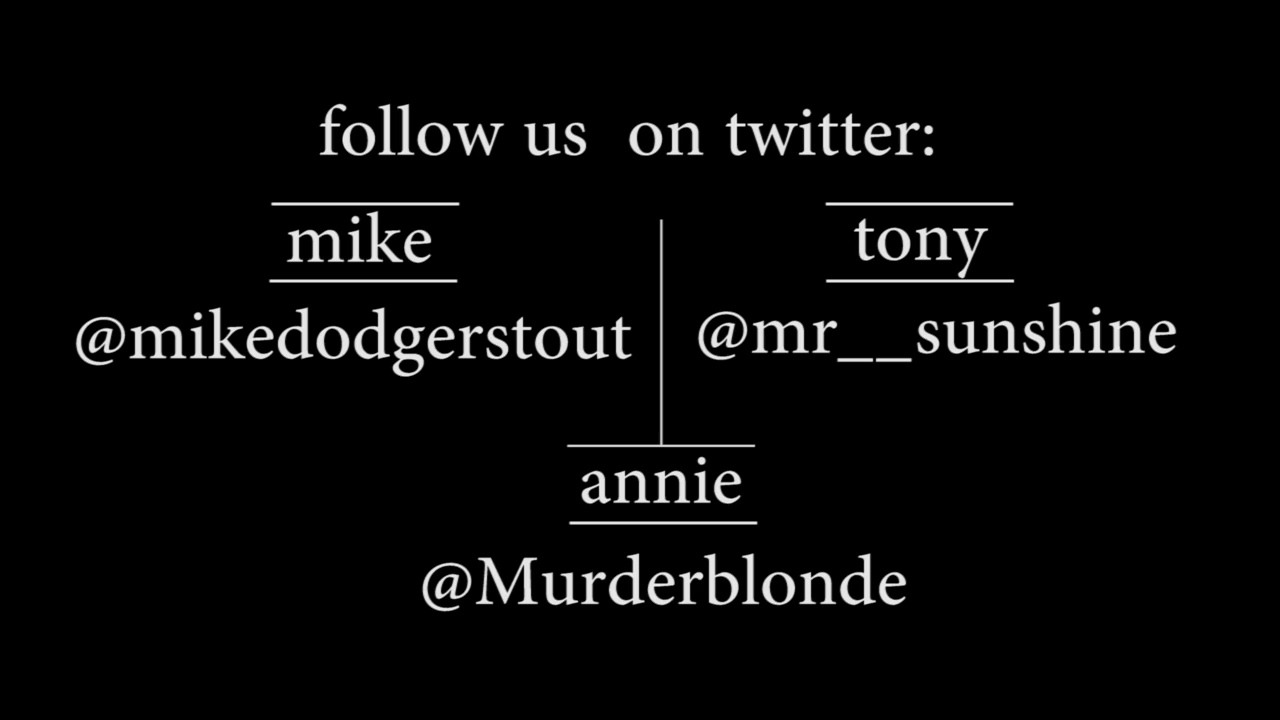 follow us on twitter:
mike
@mikedodgerstout
tony
@mr__sunshine
annie
@Murderblonde